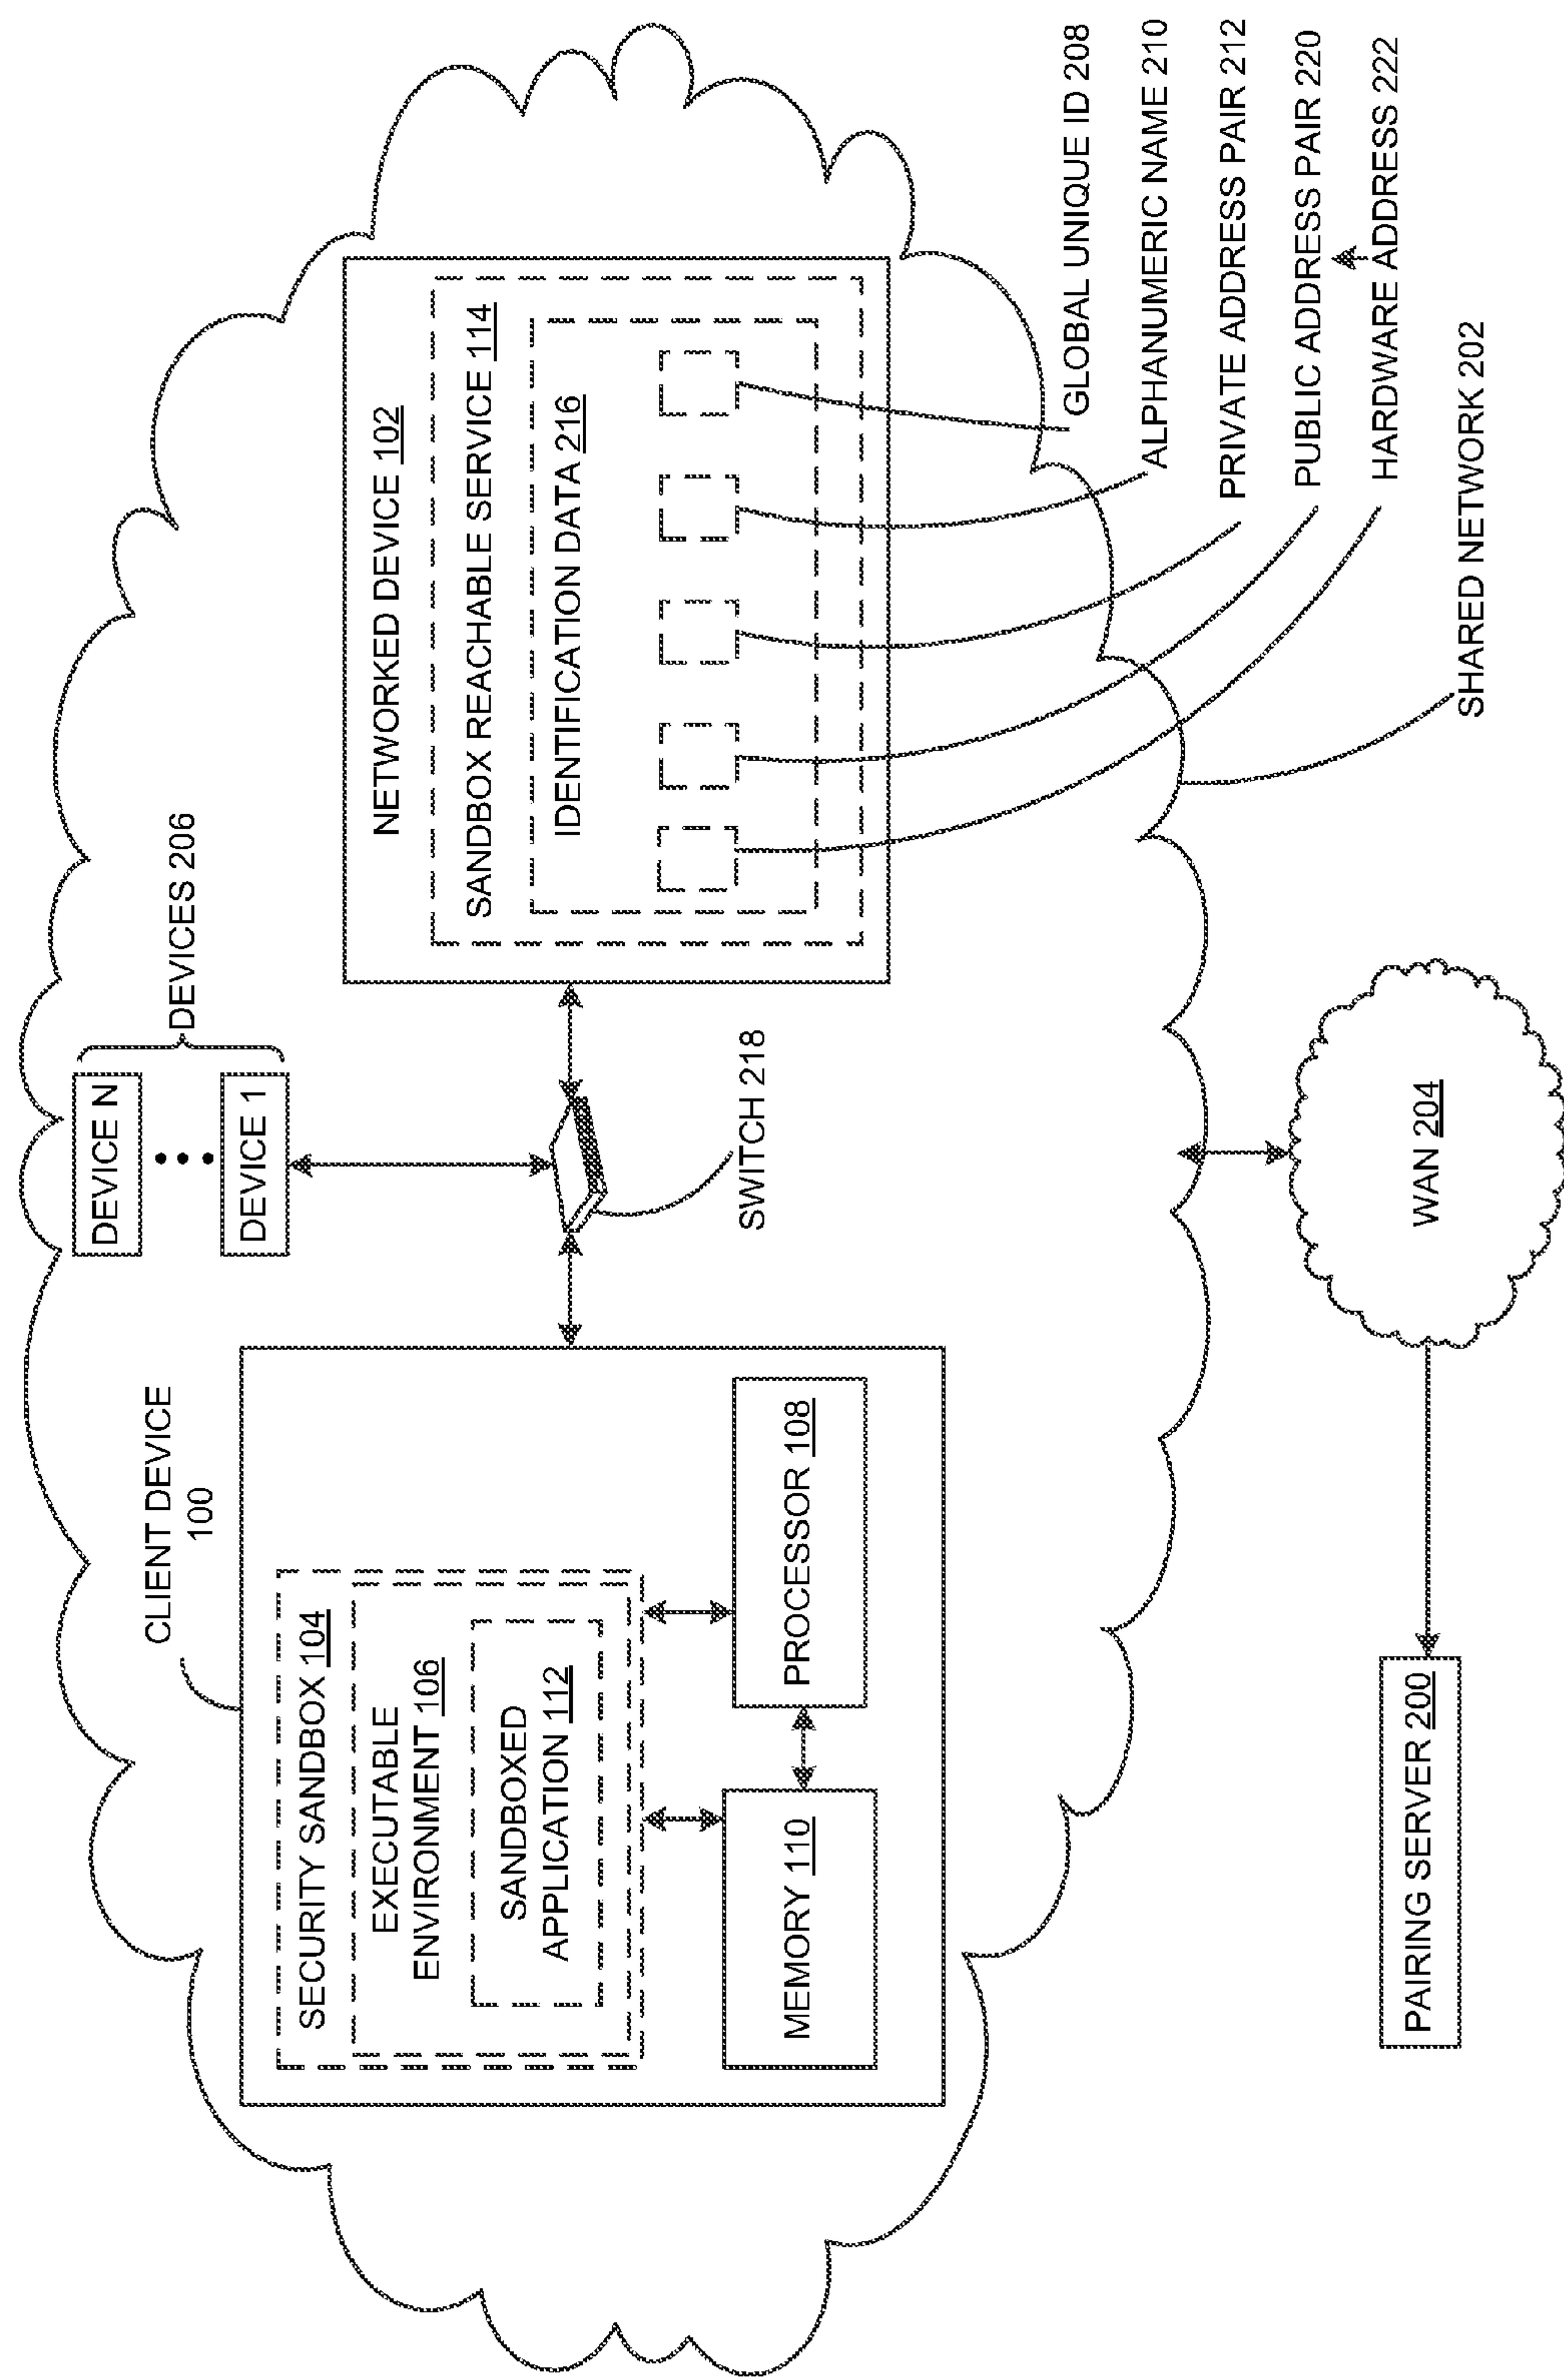 CLIENT DEVICE
100
SECURITY SANDBOX 104
EXECUTABLE
ENVIRONMENT 106
SANDBOXED
APPLICATION 112
MEMORY 110
PROCESSOR 108
DEVICE N
DEVICE 1
DEVICES 206
SWITCH 218
NETWORKED DEVICE 102
SANDBOX REACHABLE SERVICE 114
IDENTIFICATION DATA 216
GLOBAL UNIQUE ID 208
ALPHANUMERIC NAME 210
PRIVATE ADDRESS PAIR 212
PUBLIC ADDRESS PAIR 220
HARDWARE ADDRESS 222
SHARED NETWORK 202
WAN 204
PAIRING SERVER 200